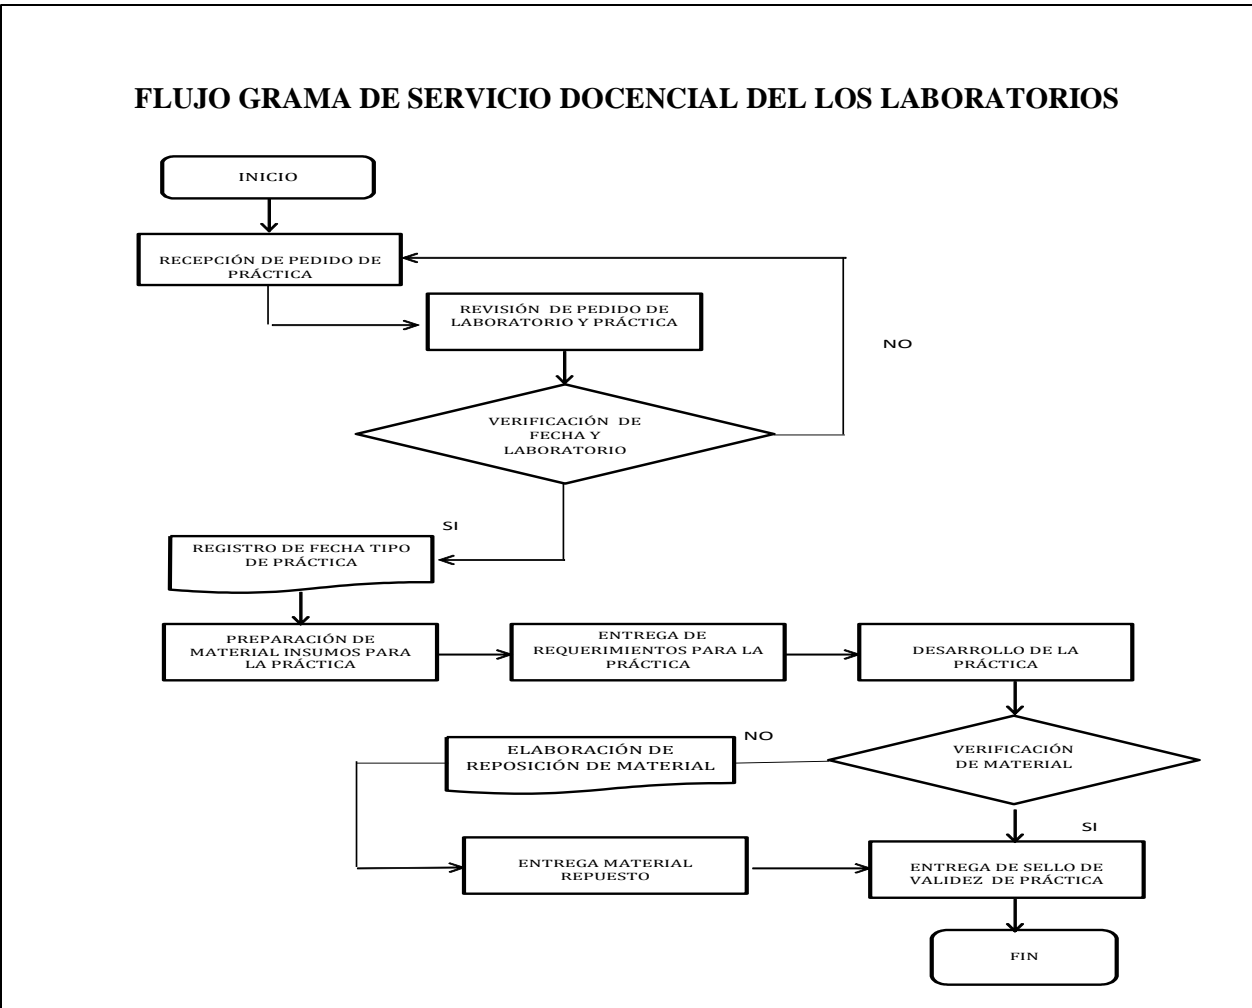 FLUJO GRAMA DE SERVICIO DOCENCIAL DEL LOS LABORATORIOS
INICIO
RECEPCIÓN DE PEDIDO DE
PRÁCTICA
REVISIÓN DE PEDIDO DE
LABORATORIO Y PRÁCTICA
NO
VERIFICACIÓN DE
FECHA Y
LABORATORIO
SI
REGISTRO DE FECHA TIPO
DE PRÁCTICA
PREPARACIÓN DE
MATERIAL INSUMOS PARA
LA PRÁCTICA
ENTREGA DE
REQUERIMIENTOS PARA LA
PRÁCTICA
DESARROLLO DE LA
PRÁCTICA
VERIFICACIÓN
DE MATERIAL
NO
ELABORACIÓN DE
REPOSICIÓN DE MATERIAL
SI
ENTREGA MATERIAL
REPUESTO
ENTREGA DE SELLO DE
VALIDEZ DE PRÁCTICA
FIN